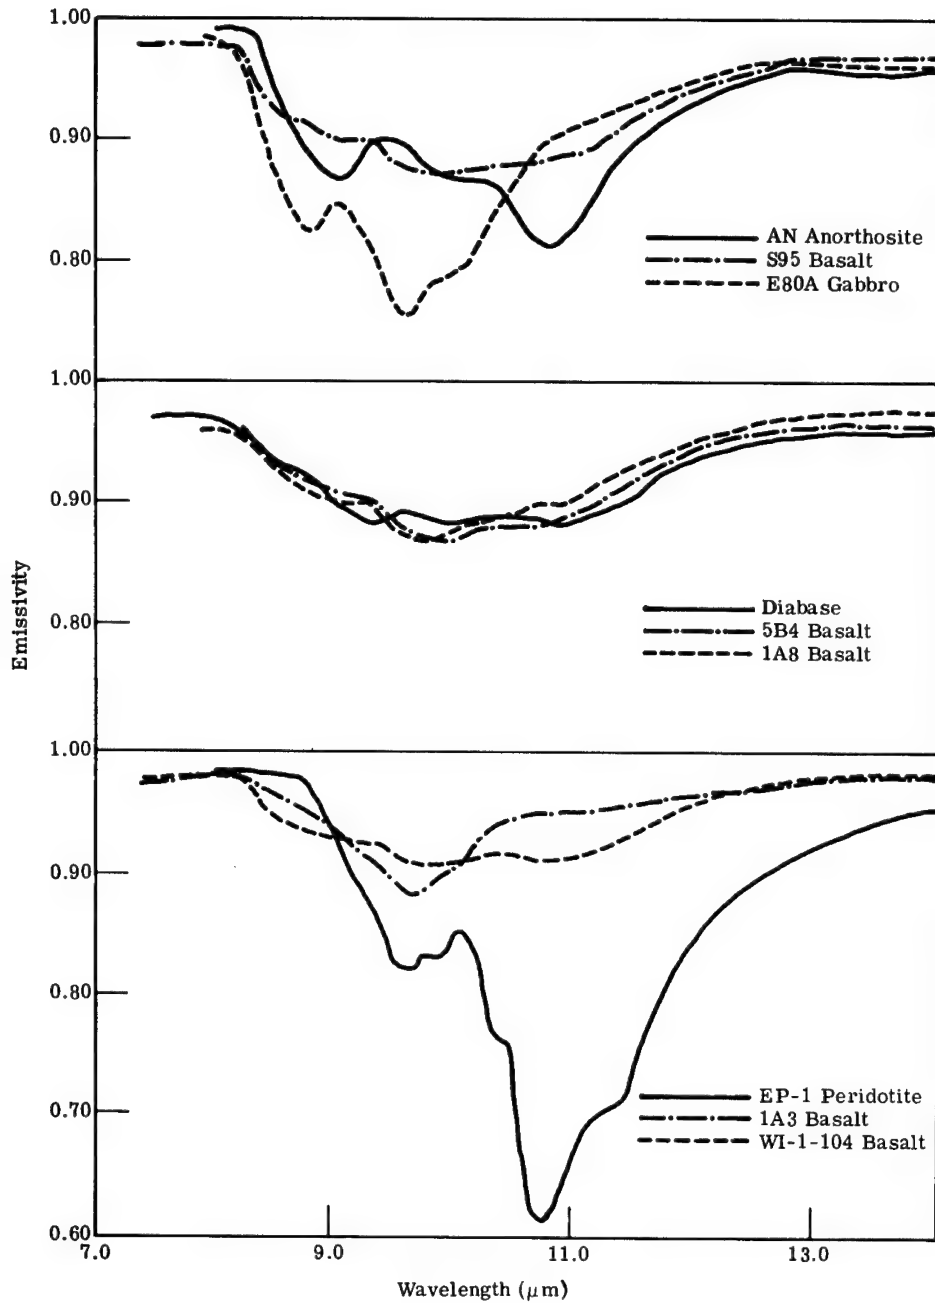 1.00
0.90
0.80
AN Anorthosite
S95 Basalt
E80A Gabbro
1.00
0.90
0.80
Diabase
5B4 Basalt
1A8 Basalt
Emissivity
1.00
0.90
0.80
0.70
0.60
EP-1 Peridotite
1A3 Basalt
WI-1-104 Basalt
7.0 9.0 11.0 13.0
Wavelength (μm)